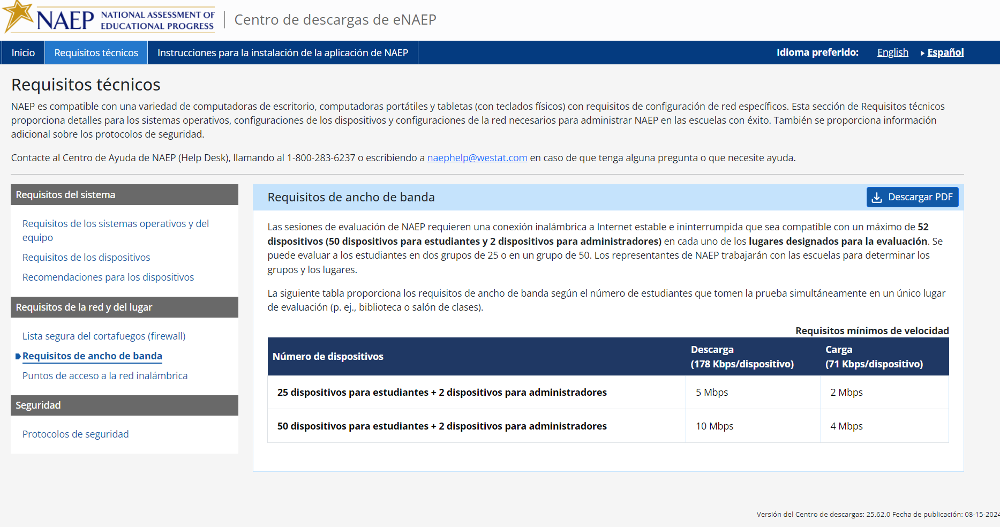 NAEP NATIONAL ASSESSMENT OF
EDUCATIONAL PROGRESS
Centro de descargas de eNAEP
Inicio
Requisitos técnicos
Instrucciones para la instalación de la aplicación de NAEP
Idioma preferido:
English
Español
Requisitos técnicos
NAEP es compatible con una variedad de computadoras de escritorio, computadoras portátiles y tabletas (con teclados físicos) con requisitos de configuración de red específicos. Esta sección de Requisitos técnicos
proporciona detalles para los sistemas operativos, configuraciones de los dispositivos y configuraciones de la red necesarios para administrar NAEP en las escuelas con éxito. También se proporciona información
adicional sobre los protocolos de seguridad.
Contacte al Centro de Ayuda de NAEP (Help Desk), llamando al 1-800-283-6237 o escribiendo a naephelp@westat.com en caso de que tenga alguna pregunta o que necesite ayuda.
Requisitos del sistema
Requisitos de los sistemas operativos y del
equipo
Requisitos de los dispositivos
Recomendaciones para los dispositivos
Requisitos de la red y del lugar
Lista segura del cortafuegos (firewall)
Requisitos de ancho de banda
Puntos de acceso a la red inalámbrica
Seguridad
Protocolos de seguridad
Requisitos de ancho de banda
Descargar PDF
Las sesiones de evaluación de NAEP requieren una conexión inalámbrica a Internet estable e ininterrumpida que sea compatible con un máximo de 52
dispositivos (50 dispositivos para estudiantes y 2 dispositivos para administradores) en cada uno de los lugares designados para la evaluación. Se
puede evaluar a los estudiantes en dos grupos de 25 o en un grupo de 50. Los representantes de NAEP trabajarán con las escuelas para determinar los
grupos y los lugares.
La siguiente tabla proporciona los requisitos de ancho de banda según el número de estudiantes que tomen la prueba simultáneamente en un único lugar
de evaluación (p. ej., biblioteca o salón de clases).
Requisitos mínimos de velocidad
Número de dispositivos
Descarga
(178 Kbps/dispositivo)
Carga
(71 Kbps/dispositivo)
25 dispositivos para estudiantes + 2 dispositivos para administradores
5 Mbps
2 Mbps
50 dispositivos para estudiantes + 2 dispositivos para administradores
10 Mbps
4 Mbps
Versión del Centro de descargas: 25.62.0 Fecha de publicación: 08-15-2024